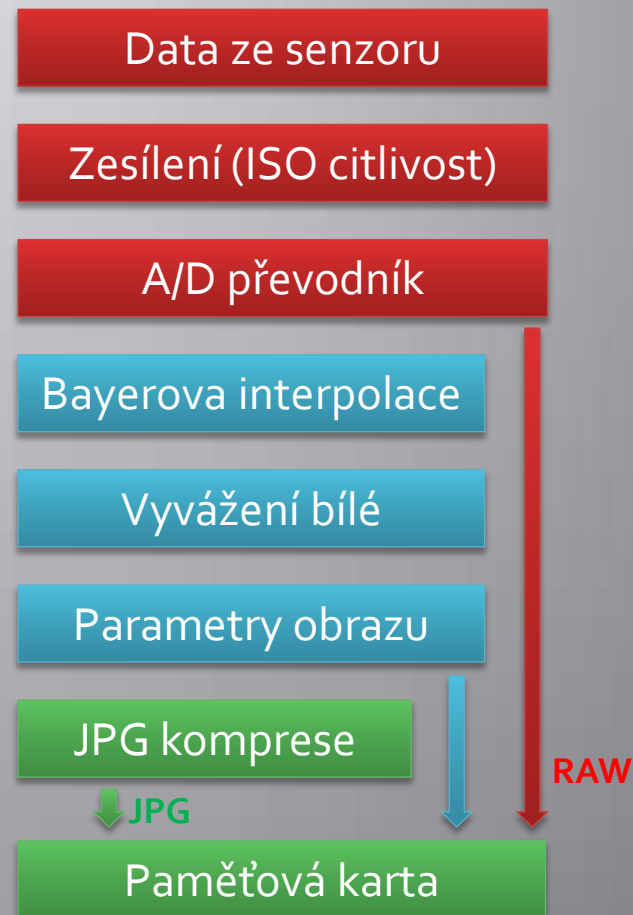 Data ze senzoru
Zesílení (ISO citlivost)
A/D převodník
Bayerova interpolace
Vyvážení bílé
Parametry obrazu
JPG komprese
RAW
JPG
Paměťová karta